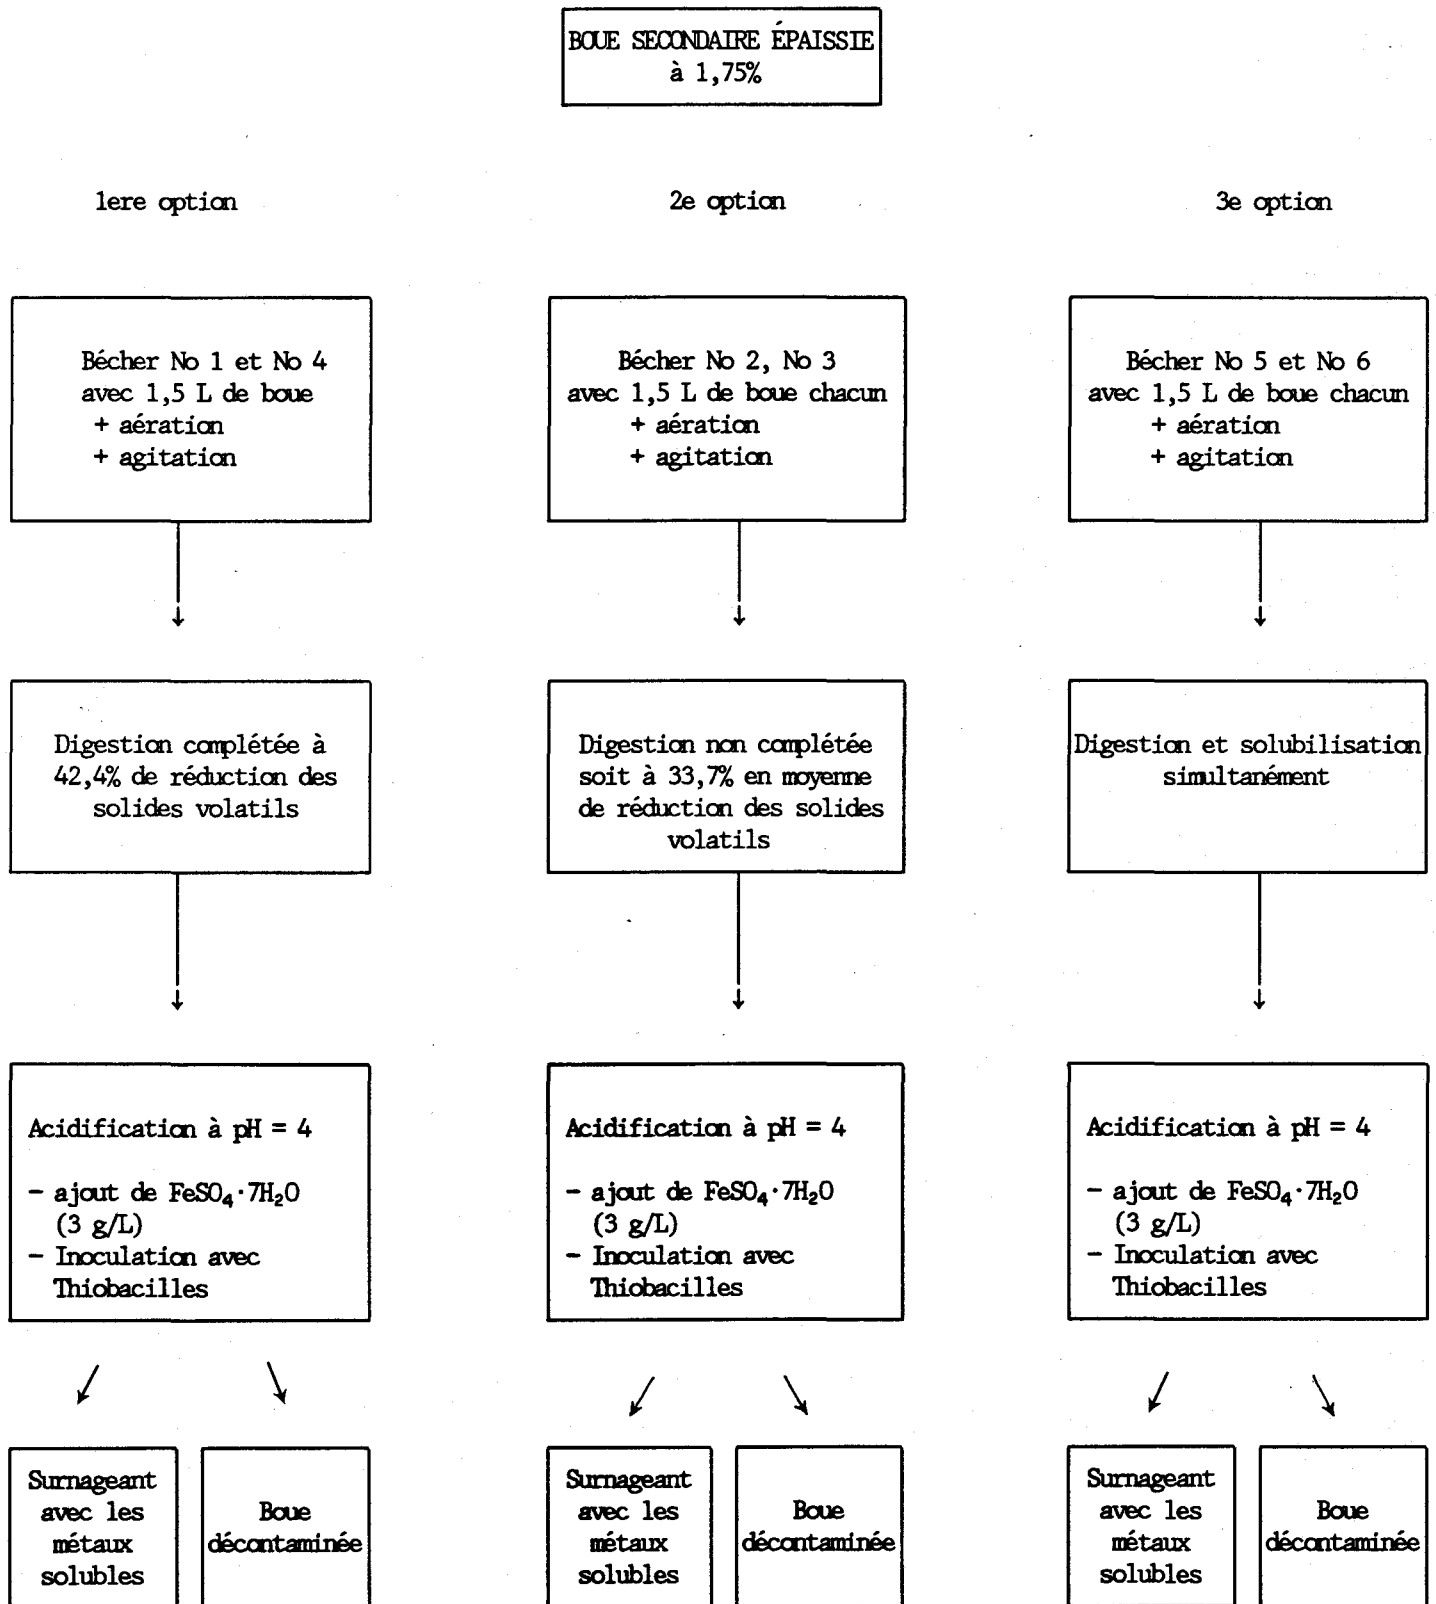 BOUE SECONDAIRE ÉPAISSIE
à 1,75%
1ere option
2e option
3e option
Bécher No 1 et No 4
avec 1,5 L de boue
+ aération
+ agitation
Bécher No 2, No 3
avec 1,5 L de boue chacun
+ aération
+ agitation
Bécher No 5 et No 6
avec 1,5 L de boue chacun
+ aération
+ agitation
Digestion complétée à
42,4% de réduction des
solides volatils
Digestion non complétée
soit à 33,7% en moyenne
de réduction des solides
volatils
Digestion et solubilisation
simultanément
Acidification à pH = 4
- ajout de FeSO₄·7H₂O
(3 g/L)
- Inoculation avec
Thiobacilles
Acidification à pH = 4
- ajout de FeSO₄·7H₂O
(3 g/L)
- Inoculation avec
Thiobacilles
Acidification à pH = 4
- ajout de FeSO₄·7H₂O
(3 g/L)
- Inoculation avec
Thiobacilles
Surnageant
avec les
métaux
solubles
Boue
décontaminée
Surnageant
avec les
métaux
solubles
Boue
décontaminée
Surnageant
avec les
métaux
solubles
Boue
décontaminée